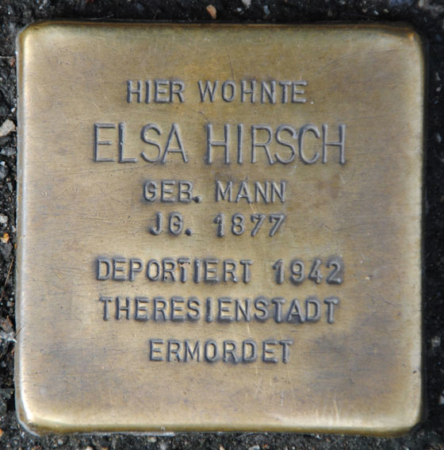 HIER WOHNTE
ELSA HIRSCH
GEB. MANN
JG. 1877
DEPORTIERT 1942
THERESIENSTADT
ERMORDET